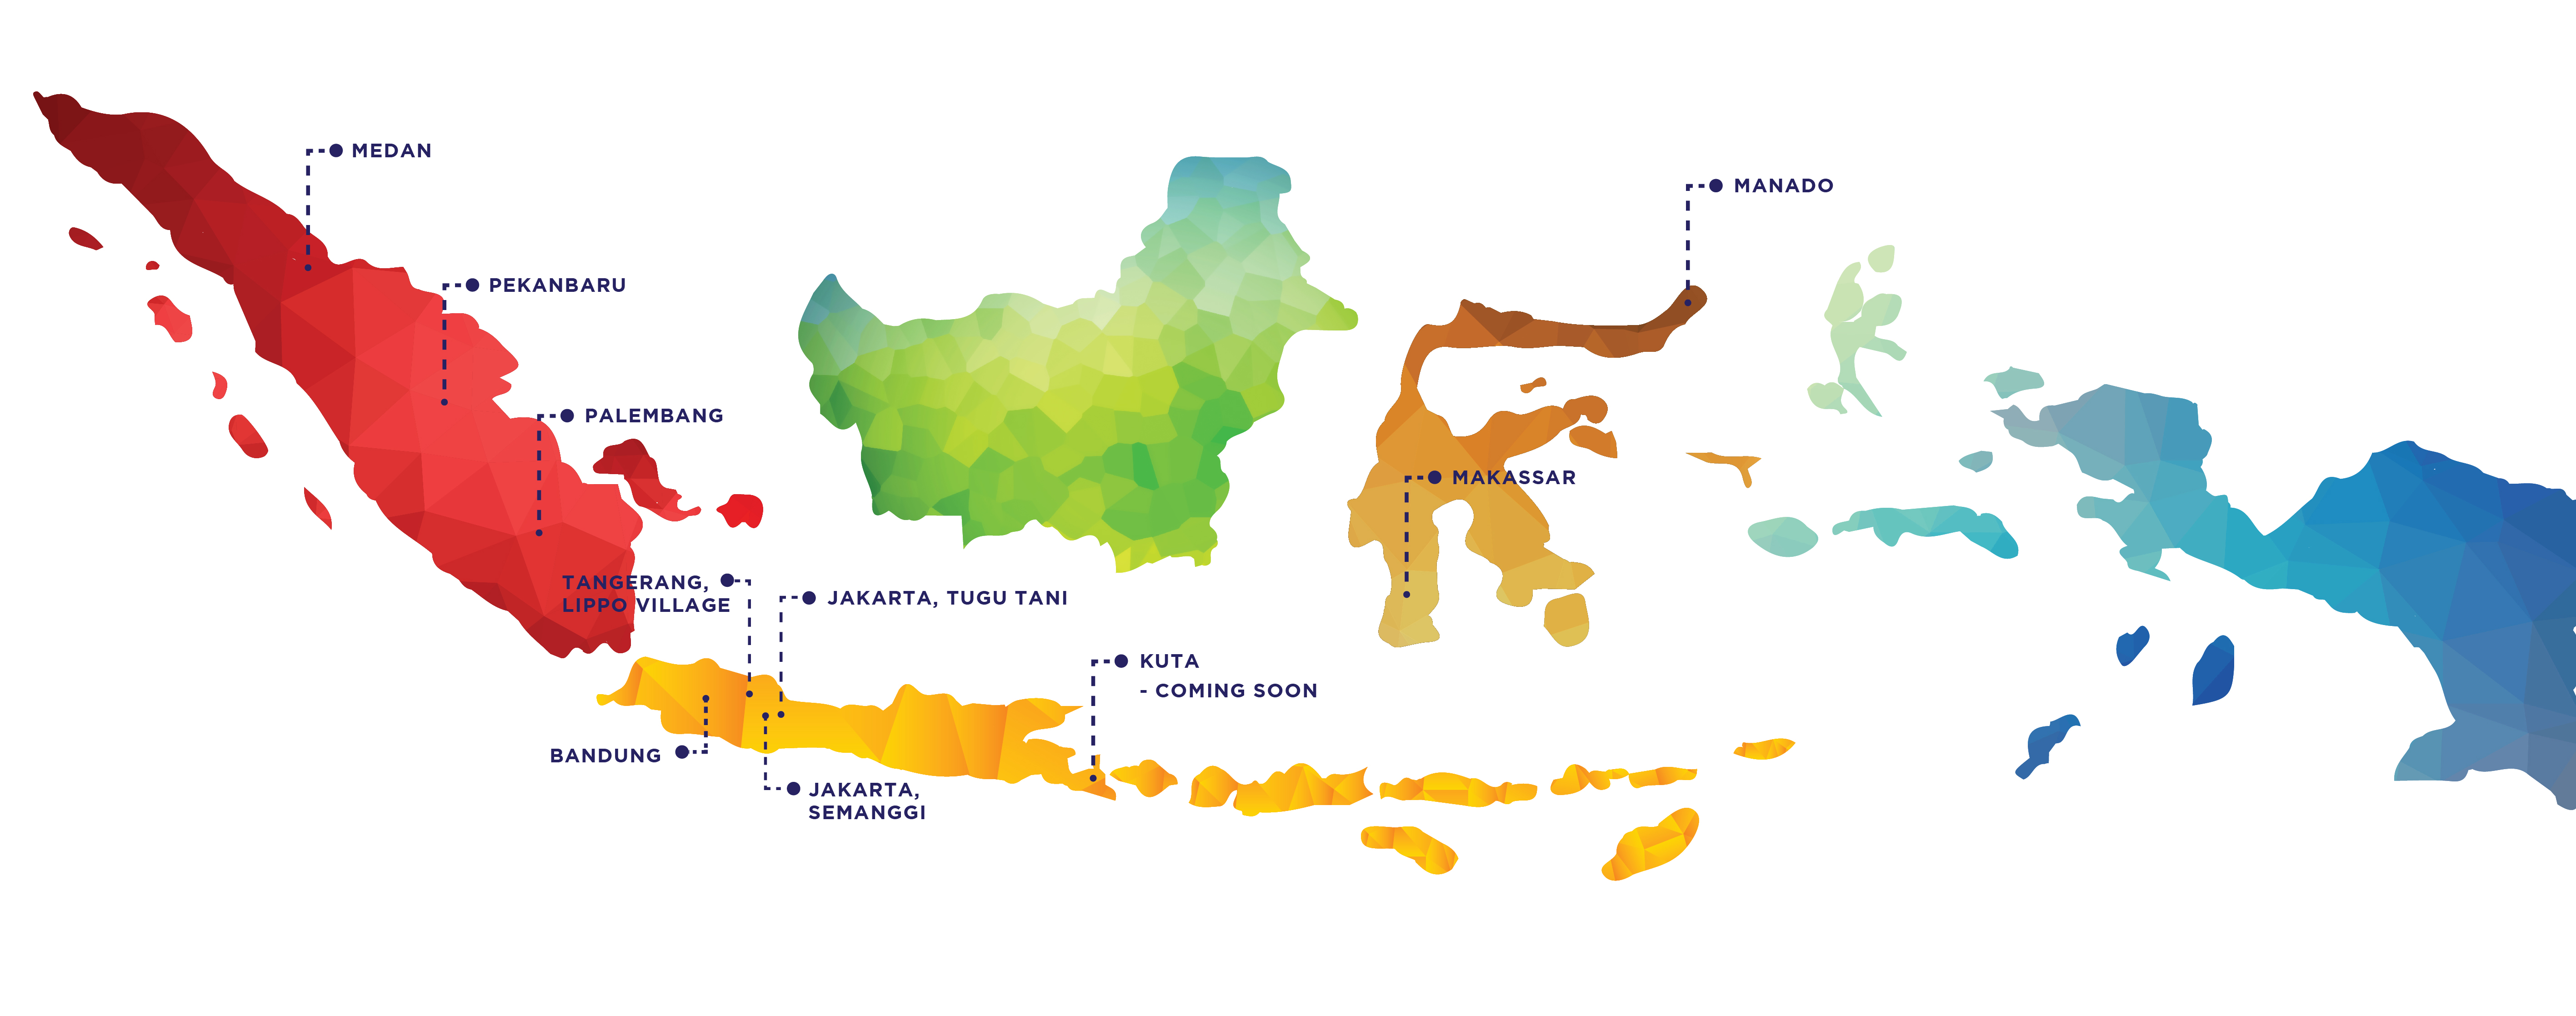 MEDAN
MANADO
PEKANBARU
PALEMBANG
MAKASSAR
TANGERANG,
LIPPO VILLAGE
JAKARTA, TUGU TANI
KUTA
- COMING SOON
BANDUNG
JAKARTA,
SEMANGGI